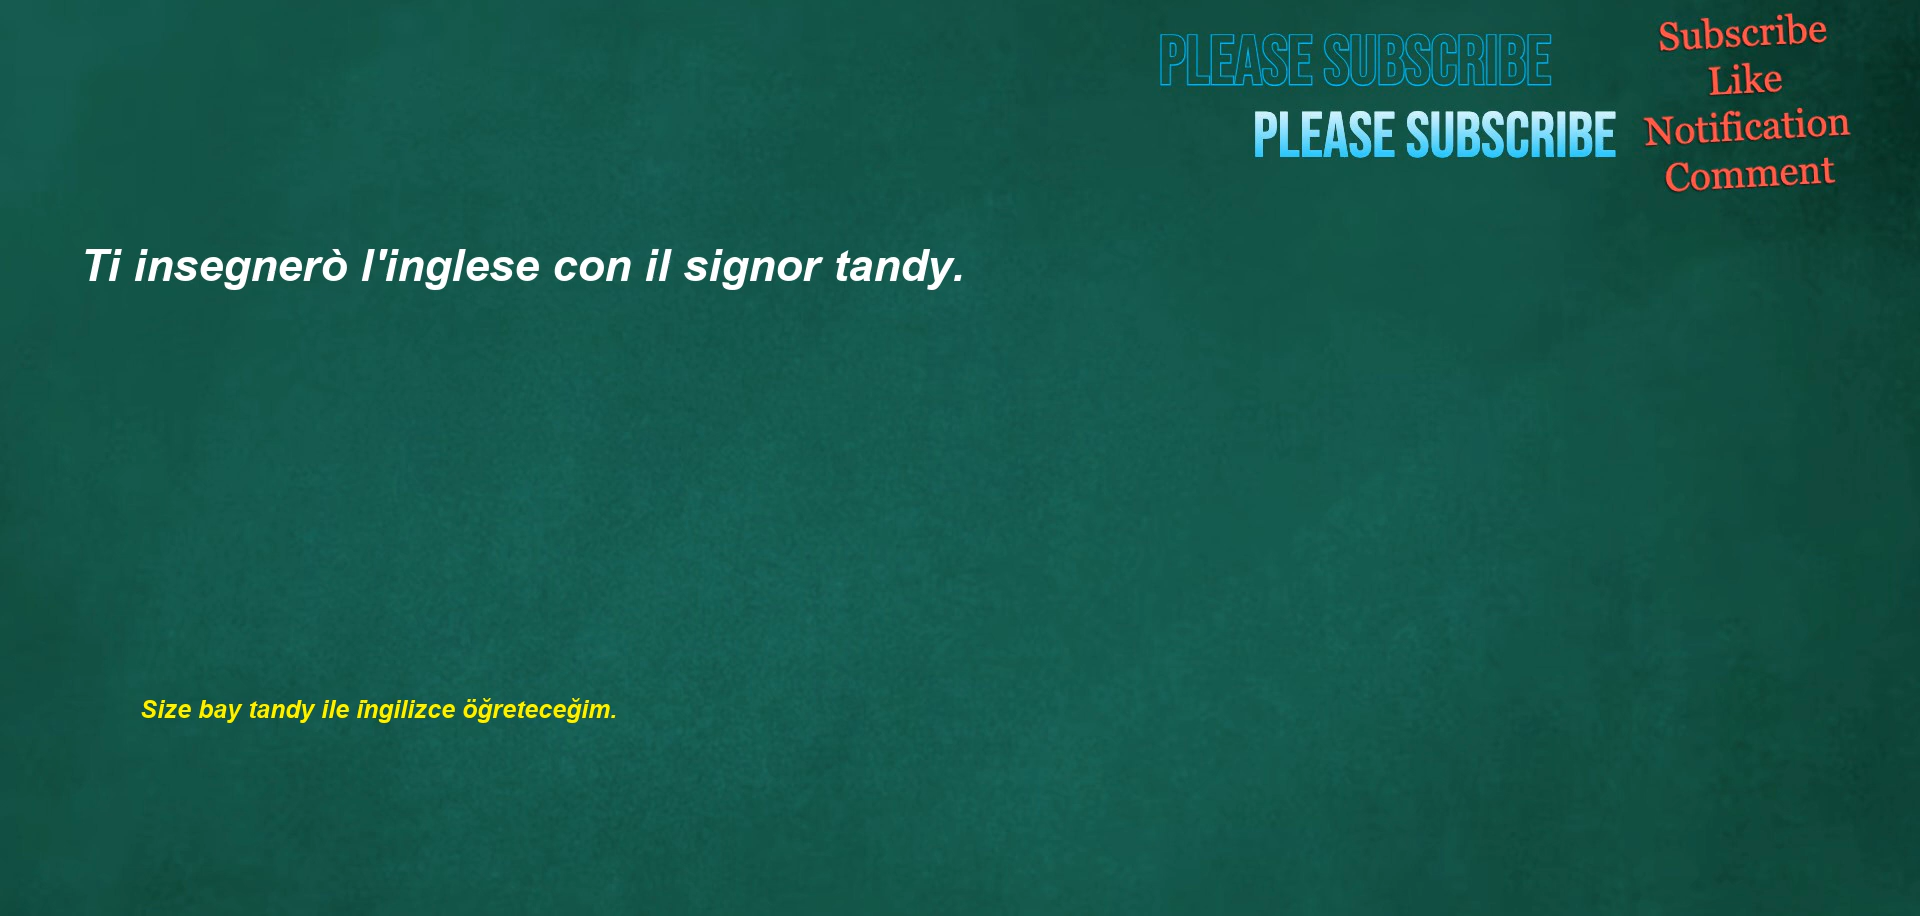 PLEASE SUBSCRIBE
PLEASE SUBSCRIBE
Subscribe
Like
Notification
Comment
Ti insegnerò l'inglese con il signor tandy.
Size bay tandy ile i̇ngilizce öğreteceğim.